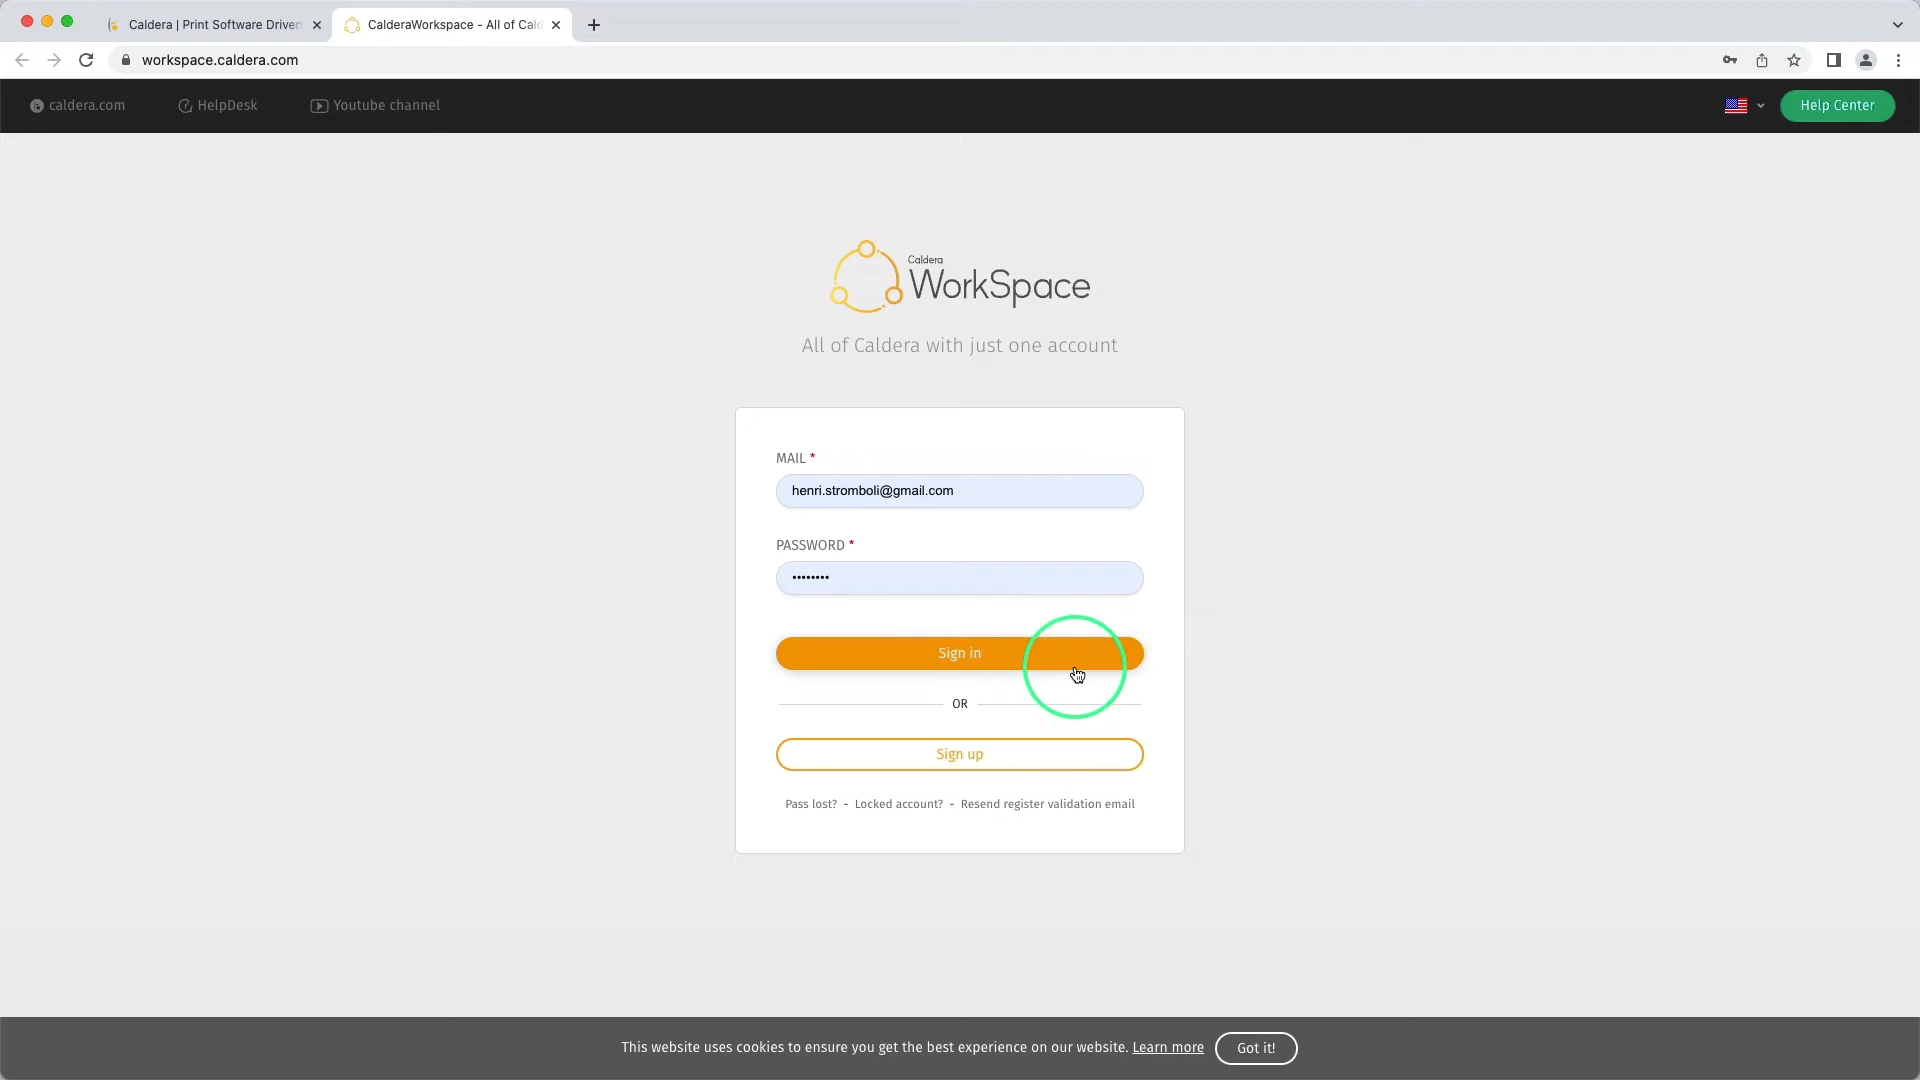 Caldera | Print Software Driven
CalderaWorkspace - All of Cald
workspace.caldera.com
caldera.com
HelpDesk
Youtube channel
Help Center
Caldera
WorkSpace
All of Caldera with just one account
MAIL *
henri.stromboli@gmail.com
PASSWORD *
••••••••
Sign in
OR
Sign up
Pass lost? - Locked account? - Resend register validation email
This website uses cookies to ensure you get the best experience on our website. Learn more
Got it!